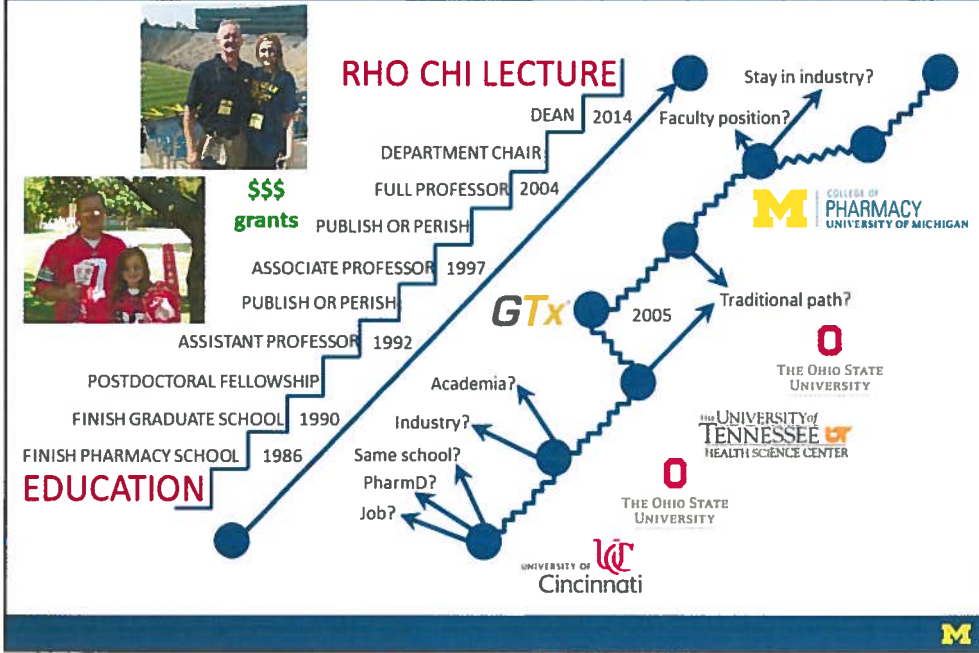 RHO CHI LECTURE
DEAN 2014
DEPARTMENT CHAIR
FULL PROFESSOR 2004
$$$
grants
PUBLISH OR PERISH
ASSOCIATE PROFESSOR 1997
PUBLISH OR PERISH
ASSISTANT PROFESSOR 1992
POSTDOCTORAL FELLOWSHIP
FINISH GRADUATE SCHOOL 1990
FINISH PHARMACY SCHOOL 1986
EDUCATION
Stay in industry?
Faculty position?
M
COLLEGE OF
PHARMACY
UNIVERSITY OF MICHIGAN
Traditional path?
GTx
2005
O
THE OHIO STATE
UNIVERSITY
Academia?
Industry?
THE UNIVERSITY of
TENNESSEE UT
HEALTH SCIENCE CENTER
Same school?
PharmD?
Job?
O
THE OHIO STATE
UNIVERSITY
UC
UNIVERSITY OF
Cincinnati
M